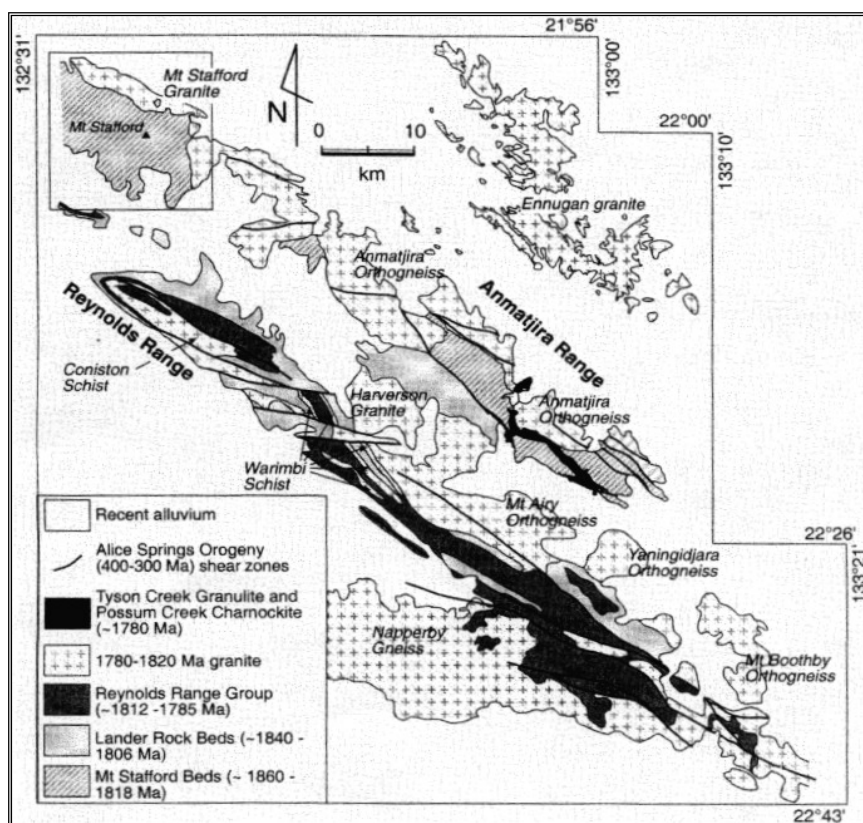 132°31'
21°56'
133°00'
22°00'
133°10'
Mt Stafford
Granite
Mt Stafford
N
0 10
km
Ennugan granite
Anmatjira
Orthogneiss
Reynolds Range
Anmatjira Range
Coniston
Schist
Harverson
Granite
Anmatjira
Orthogneiss
Warimbi
Schist
Mt Airy
Orthogneiss
22°26'
133°21'
Yaningidjara
Orthogneiss
Napperby
Gneiss
Mt Boothby
Orthogneiss
22°43'
Recent alluvium
Alice Springs Orogeny
(400-300 Ma) shear zones
Tyson Creek Granulite and
Possum Creek Charnockite
(~1780 Ma)
1780-1820 Ma granite
Reynolds Range Group
(~1812 -1785 Ma)
Lander Rock Beds (~1840 -
1806 Ma)
Mt Stafford Beds (~ 1860 -
1818 Ma)